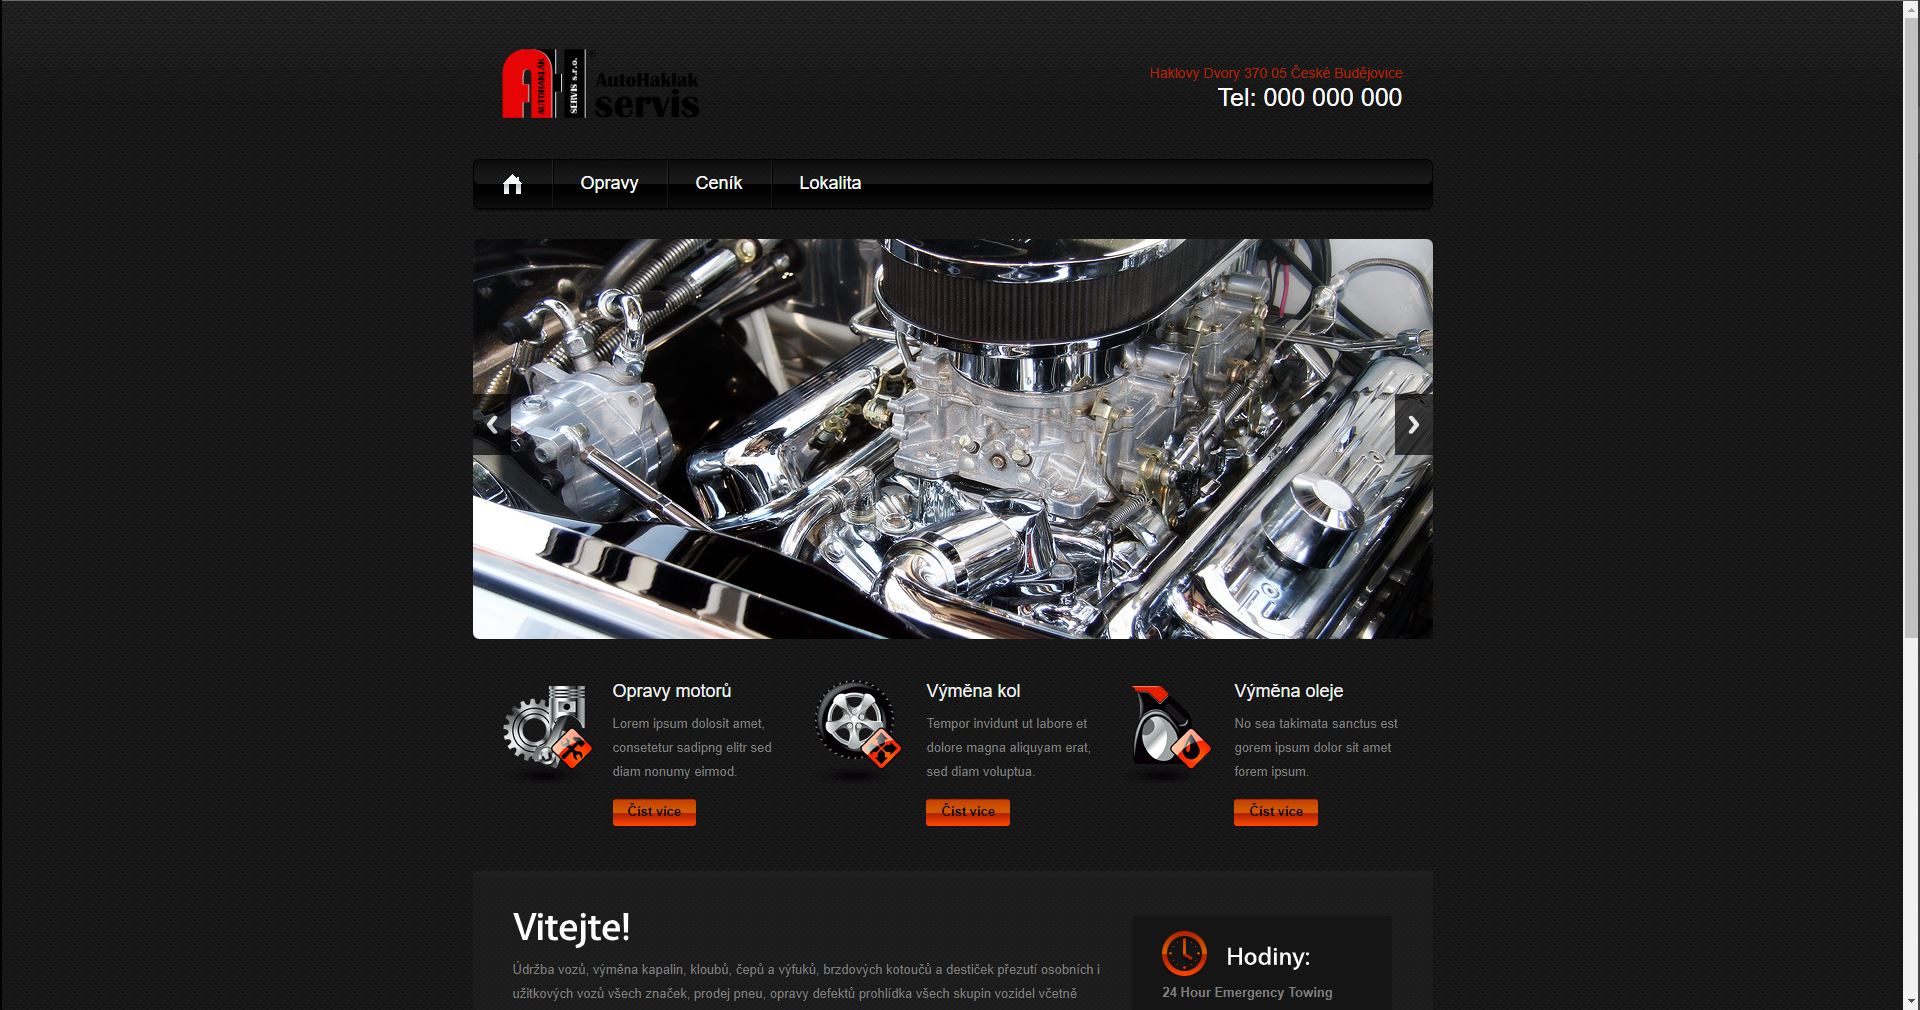 AUTOHAKLAK
SERVIS s.r.o.
AutoHaklak
servis
Haklovy Dvory 370 05 České Budějovice
Tel: 000 000 000
Opravy
Ceník
Lokalita
Opravy motorů
Lorem ipsum dolosit amet,
consetetur sadipng elitr sed
diam nonumy eirmod.
Číst více
Výměna kol
Tempor invidunt ut labore et
dolore magna aliquyam erat,
sed diam voluptua.
Číst více
Výměna oleje
No sea takimata sanctus est
gorem ipsum dolor sit amet
forem ipsum.
Číst více
Vitejte!
Údržba vozů, výměna kapalin, kloubů, čepů a výfuků, brzdových kotoučů a destiček přezutí osobních i
užitkových vozů všech značek, prodej pneu, opravy defektů prohlídka všech skupin vozidel včetně
Hodiny:
24 Hour Emergency Towing